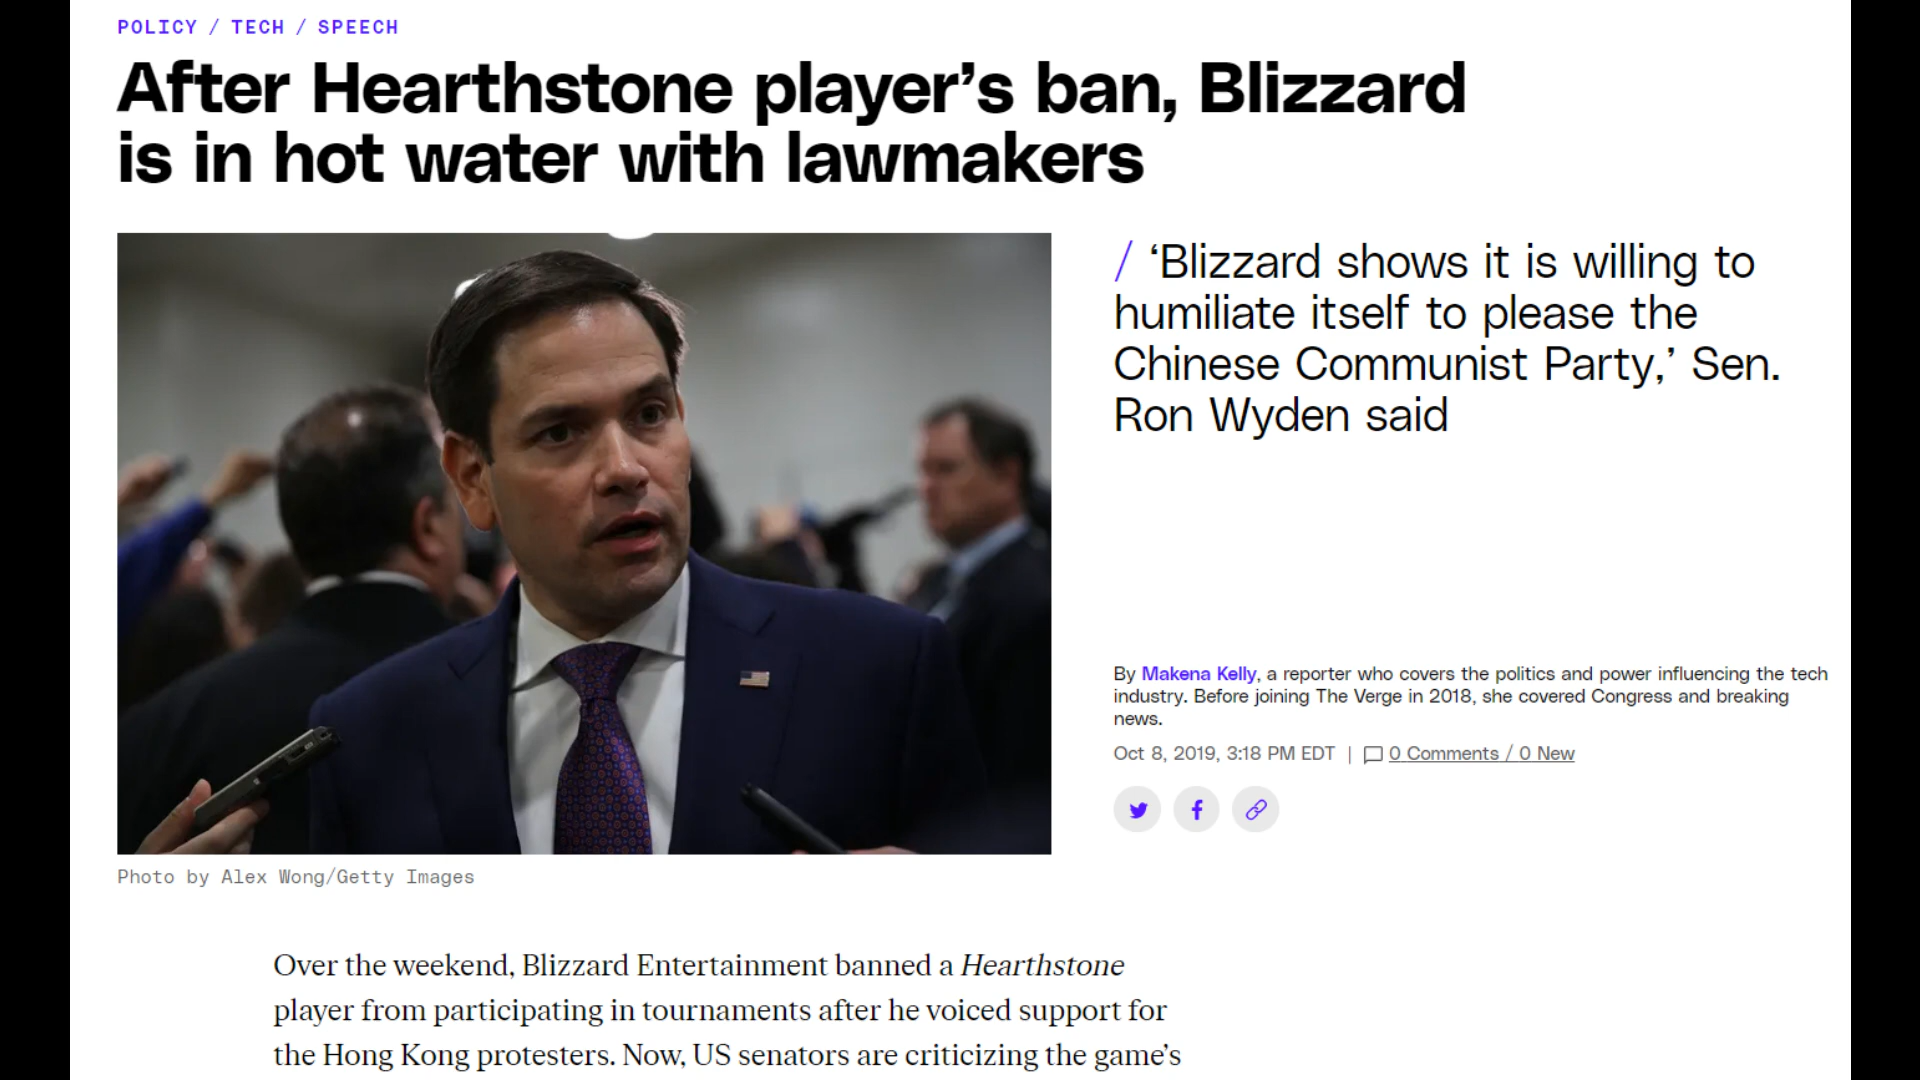 POLICY / TECH / SPEECH
After Hearthstone player’s ban, Blizzard
is in hot water with lawmakers
/ ‘Blizzard shows it is willing to
humiliate itself to please the
Chinese Communist Party,’ Sen.
Ron Wyden said
By Makena Kelly, a reporter who covers the politics and power influencing the tech
industry. Before joining The Verge in 2018, she covered Congress and breaking
news.
Oct 8, 2019, 3:18 PM EDT | 0 Comments / 0 New
Photo by Alex Wong/Getty Images
Over the weekend, Blizzard Entertainment banned a Hearthstone
player from participating in tournaments after he voiced support for
the Hong Kong protesters. Now, US senators are criticizing the game’s